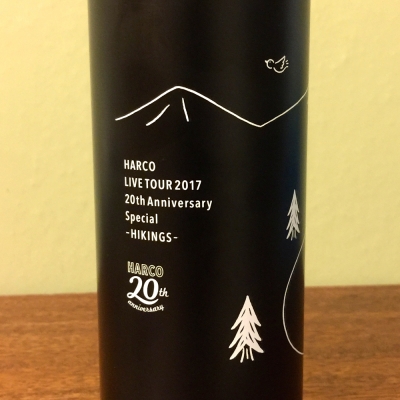 HARCO
LIVE TOUR 2017
20th Anniversary
Special
-HIKINGS-
HARCO
20th
anniversary